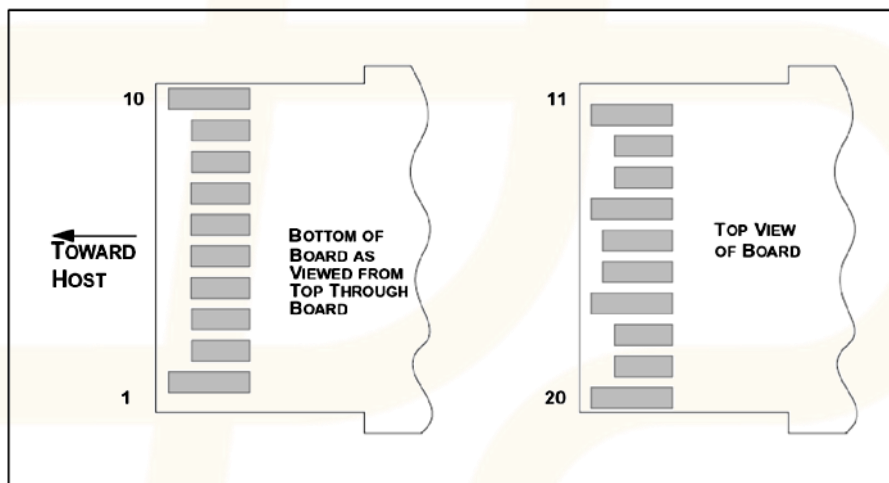 10
1
TOWARD
HOST
BOTTOM OF
BOARD AS
VIEWED FROM
TOP THROUGH
BOARD
11
20
TOP VIEW
OF BOARD